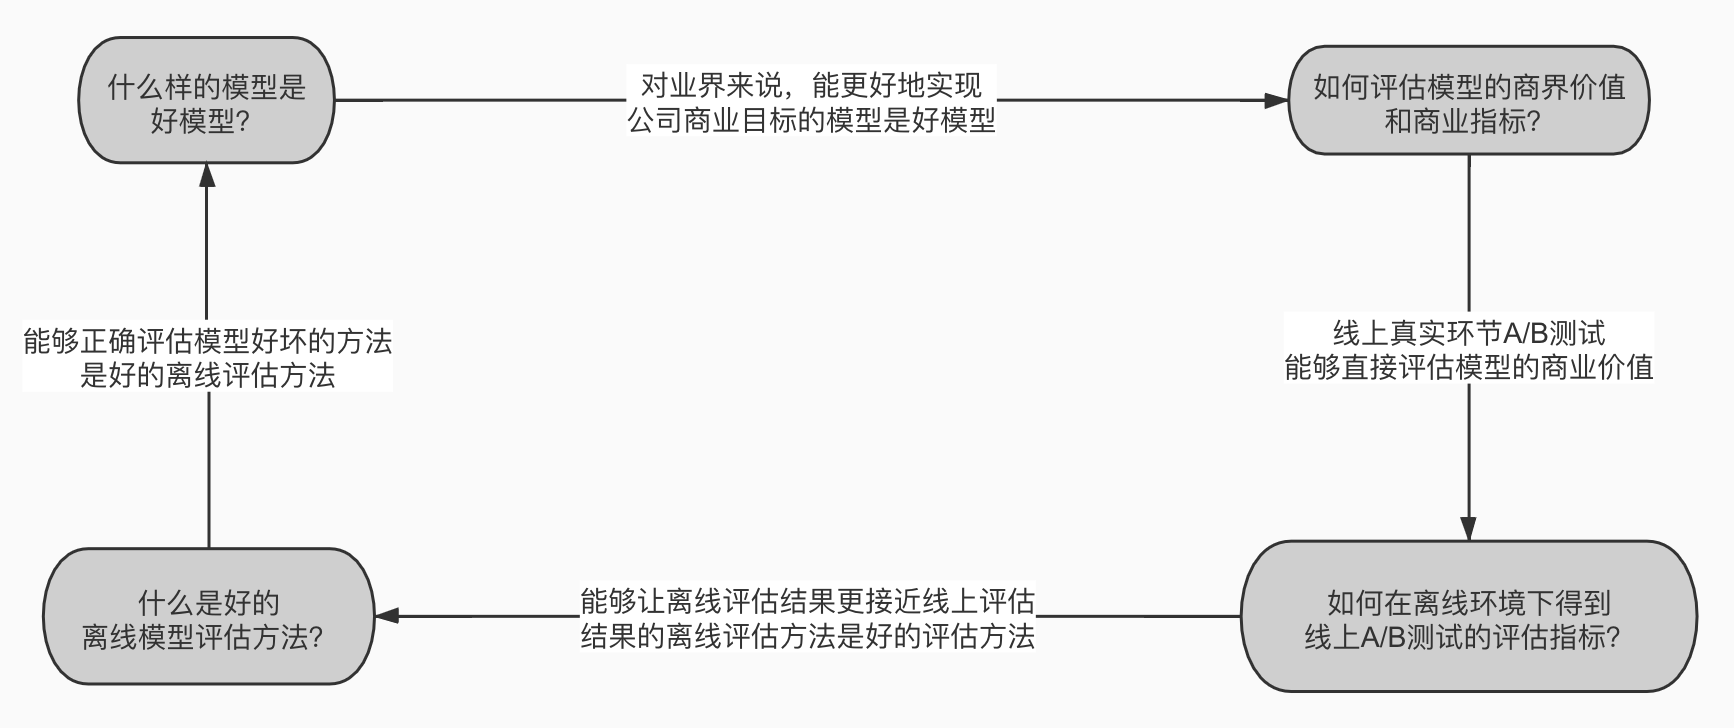 什么样的模型是
好模型?
对业界来说，能更好地实现
公司商业目标的模型是好模型
如何评估模型的商界价值
和商业指标?
能够正确评估模型好坏的方法
是好的离线评估方法
线上真实环节A/B测试
能够直接评估模型的商业价值
什么是好的
离线模型评估方法?
能够让离线评估结果更接近线上评估
结果的离线评估方法是好的评估方法
如何在离线环境下得到
线上A/B测试的评估指标?